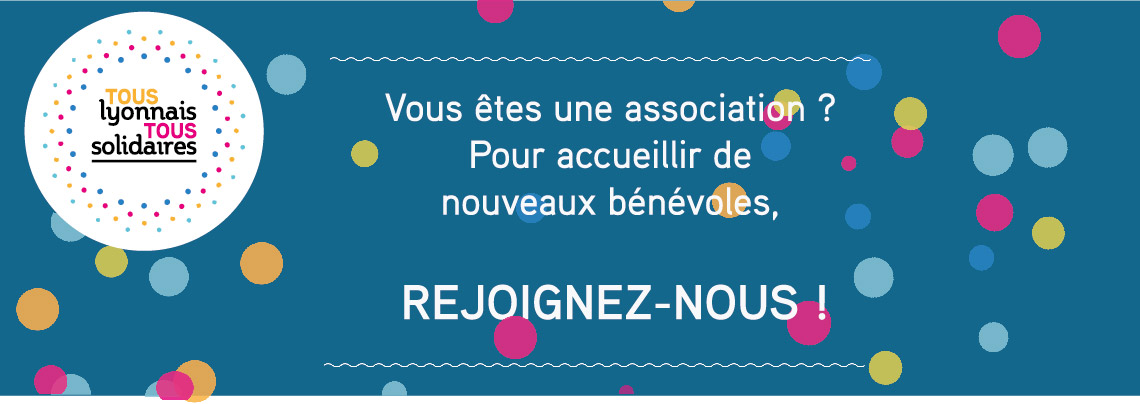 TOUS
lyonnais
TOUS
solidaires
Vous êtes une association ?
Pour accueillir de
nouveaux bénévoles,
REJOIGNEZ-NOUS !